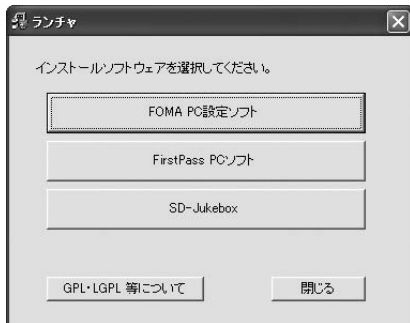 ランチャ
インストールソフトウェアを選択してください。
FOMA PC設定ソフト
FirstPass PCソフト
SD-Jukebox
GPL・LGPL 等について
閉じる